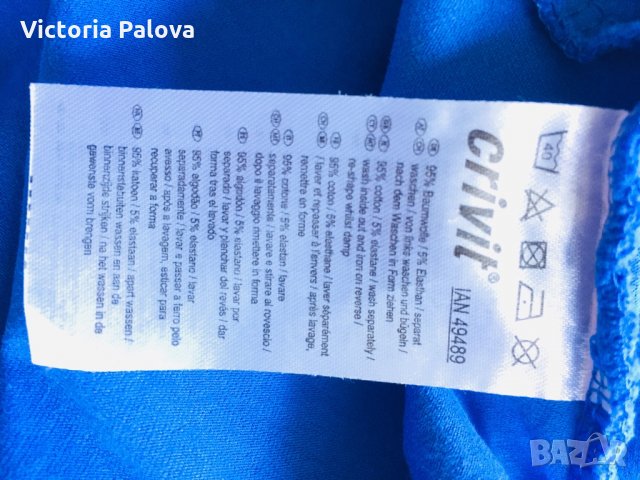 Victoria Palova
40
crivit®
IAN 49489
DE AT CH 95% Baumwolle / 5% Elasthan / separat
waschen / von links waschen und bügeln /
nach dem Waschen in Form ziehen
95% cotton / 5% elastane / wash separately /
wash inside out and iron on reverse /
re-shape whilst damp
95% coton / 5% élasthanne / laver séparément
/ laver et repasser à l'envers / après lavage,
remettre en forme
95% cotone / 5% elastan / lavare
separatamente / lavare e stirare al rovescio /
dopo il lavaggio rimettere in forma
95% algodón / 5% elastano / lavar por
separado / lavar y planchar del revés / dar
forma tras el lavado
95% algodão / 5% elastano / lavar
separadamente / lavar e passar a ferro pelo
avesso / após a lavagem, esticar para
recuperar a forma
95% katoen / 5% elastaan / apart wassen /
binnenstebuiten wassen en aan de
binnenzijde strijken / na het wassen in de
gewenste vorm brengen
BAZAR.bg